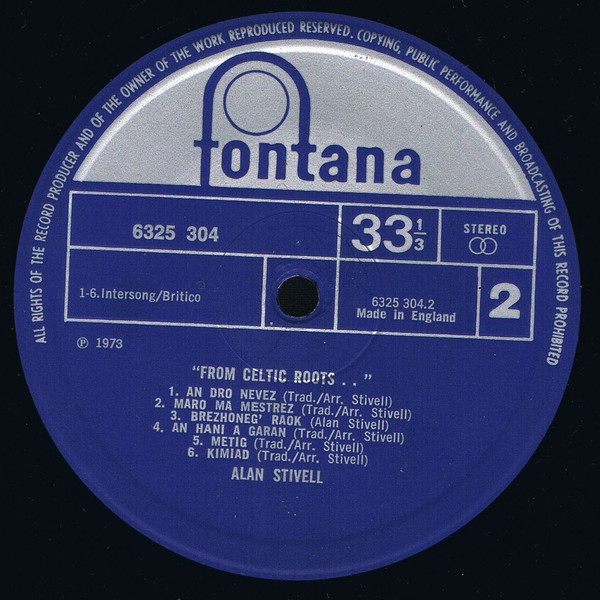 ALL RIGHTS OF THE RECORD PRODUCER AND OF THE OWNER OF THE WORK REPRODUCED RESERVED. COPYING, PUBLIC PERFORMANCE AND BROADCASTING OF THIS RECORD PROHIBITED
fontana
6325 304
33 1/3
STEREO
1-6.Intersong/Britico
6325 304.2
Made in England
2
℗ 1973
"FROM CELTIC ROOTS . . "
1. AN DRO NEVEZ (Trad./Arr. Stivell)
2. MARO MA MESTREZ (Trad./Arr. Stivell)
3. BREZHONEG' RAOK (Alan Stivell)
4. AN HANI A GARAN (Trad./Arr. Stivell)
5. METIG (Trad./Arr. Stivell)
6. KIMIAD (Trad./Arr. Stivell)
ALAN STIVELL